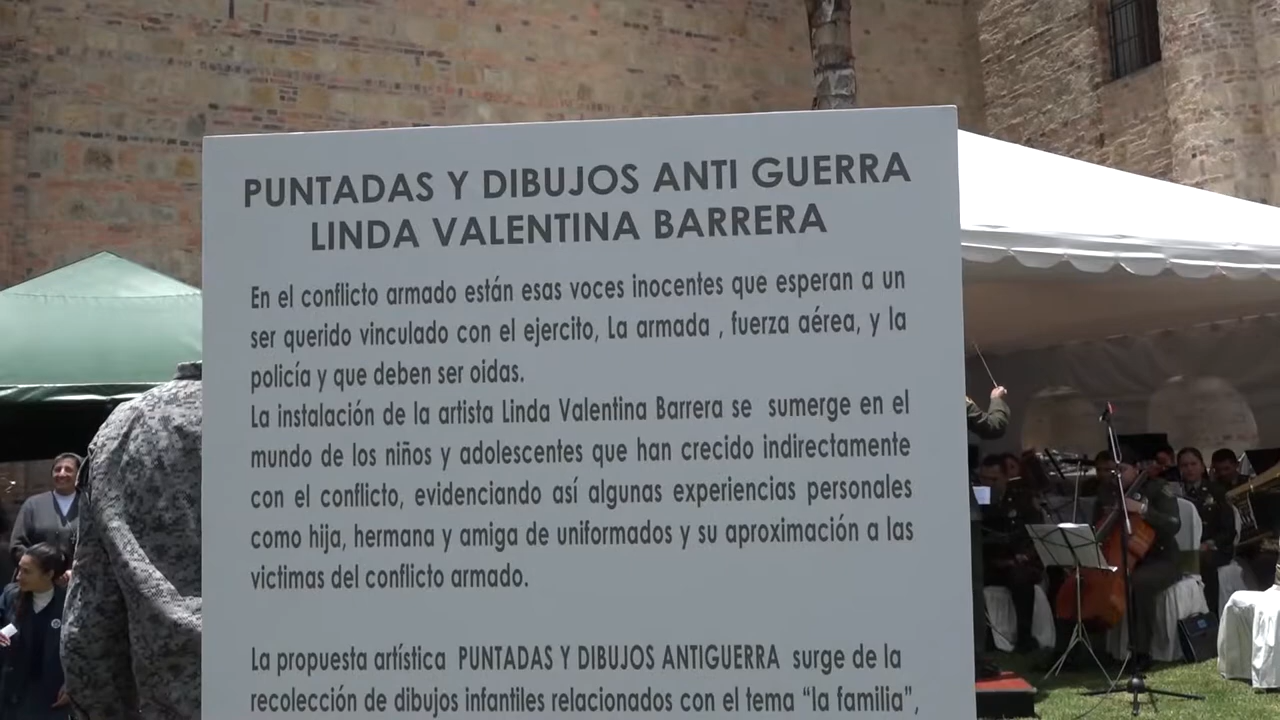 PUNTADAS Y DIBUJOS ANTI GUERRA
LINDA VALENTINA BARRERA
En el conflicto armado están esas voces inocentes que esperan a un
ser querido vinculado con el ejercito, La armada , fuerza aérea, y la
policía y que deben ser oidas.
La instalación de la artista Linda Valentina Barrera se sumerge en el
mundo de los niños y adolescentes que han crecido indirectamente
con el conflicto, evidenciando así algunas experiencias personales
como hija, hermana y amiga de uniformados y su aproximación a las
victimas del conflicto armado.
La propuesta artística PUNTADAS Y DIBUJOS ANTIGUERRA surge de la
recolección de dibujos infantiles relacionados con el tema “la familia”,